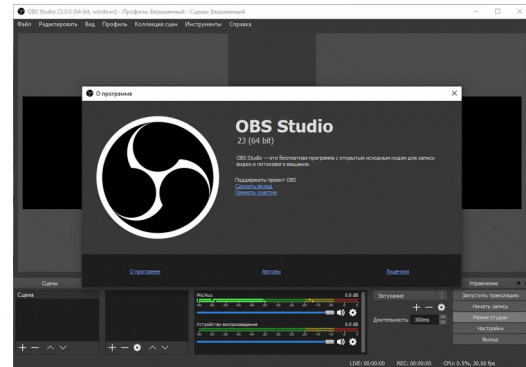 OBS Studio 23.0.0 (64-bit, windows) - Профиль: Безымянный - Сцены: Безымянный
Файл Редактировать Вид Профиль Коллекция сцен Инструменты Справка
О программе
OBS Studio
23 (64 bit)
OBS Studio — это бесплатная программа с открытым исходным кодом для записи
видео и потокового вещания.
Поддержать проект OBS
Сделать вклад
Принять участие
О программе Авторы Лицензия
Сцены
Управление
Сцена
Mic/Aux 0.0 dB
Затухание
Запустить трансляцию
Начать запись
Устройство воспроизведения 0.0 dB
Длительность 300ms
Режим студии
Настройки
Выход
LIVE: 00:00:00 REC: 00:00:00 CPU: 0.5%, 30.00 fps